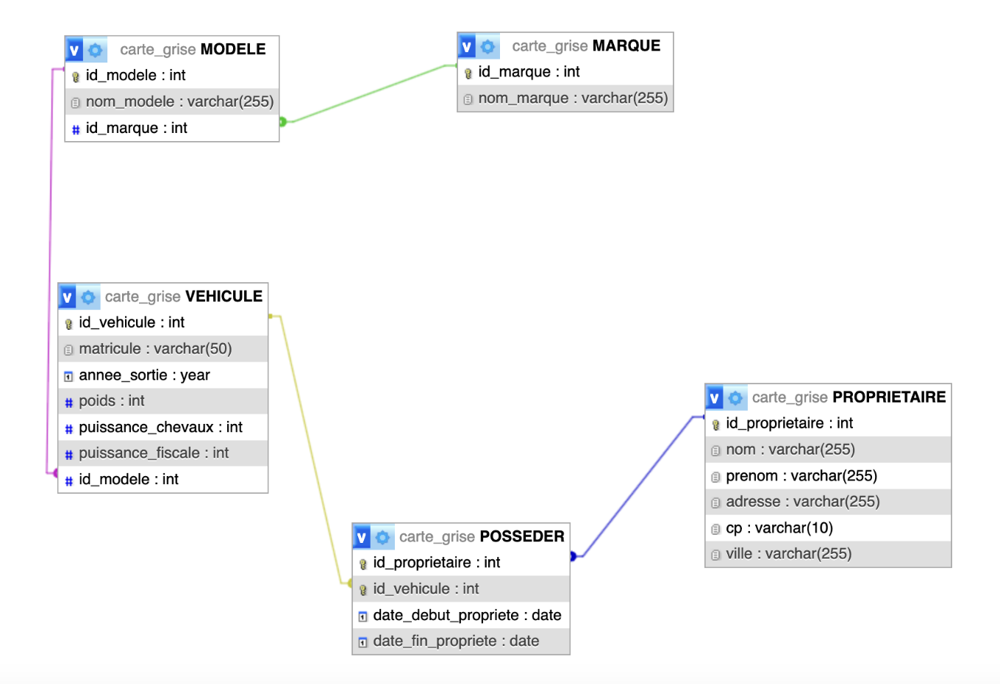 v carte_grise MODELE
id_modele : int
nom_modele : varchar(255)
# id_marque : int
v carte_grise MARQUE
id_marque : int
nom_marque : varchar(255)
v carte_grise VEHICULE
id_vehicule : int
matricule : varchar(50)
1 annee_sortie : year
# poids : int
# puissance_chevaux : int
# puissance_fiscale : int
# id_modele : int
v carte_grise POSSEDER
id_proprietaire : int
id_vehicule : int
1 date_debut_propriete : date
1 date_fin_propriete : date
v carte_grise PROPRIETAIRE
id_proprietaire : int
nom : varchar(255)
prenom : varchar(255)
adresse : varchar(255)
cp : varchar(10)
ville : varchar(255)